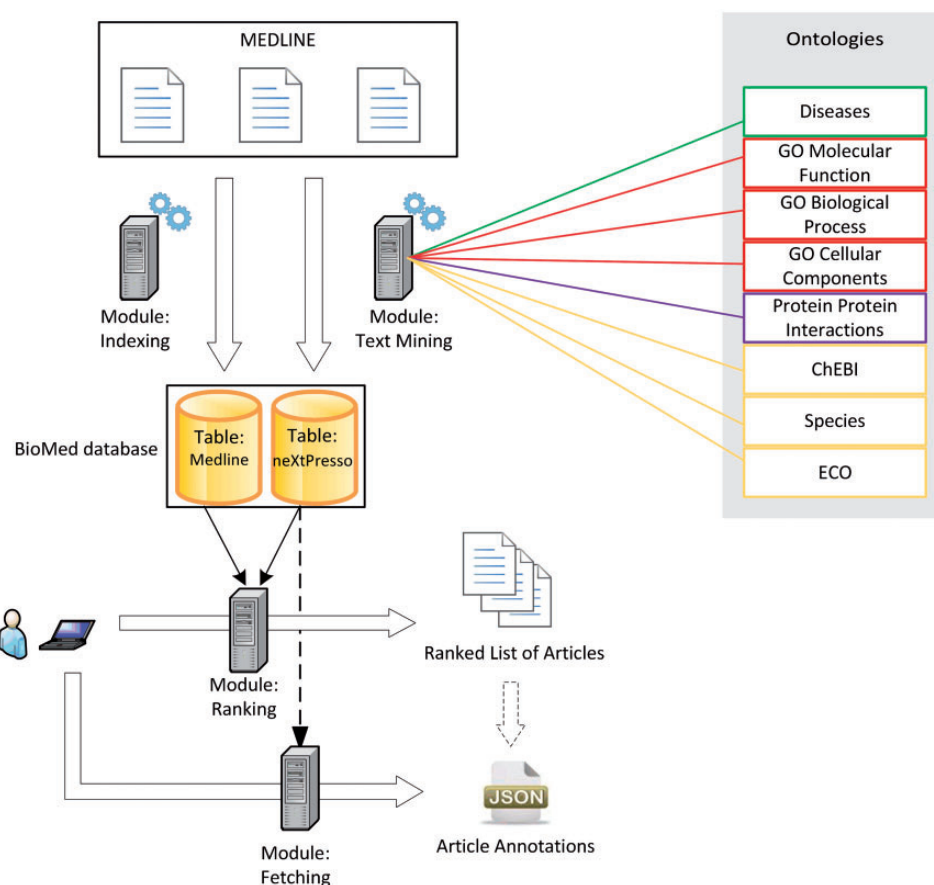 MEDLINE
Ontologies
Diseases
GO Molecular
Function
GO Biological
Process
GO Cellular
Components
Protein Protein
Interactions
ChEBI
Species
ECO
Module:
Indexing
Module:
Text Mining
BioMed database
Table:
Medline
Table:
neXtPresso
Module:
Ranking
Ranked List of Articles
JSON
Article Annotations
Module:
Fetching